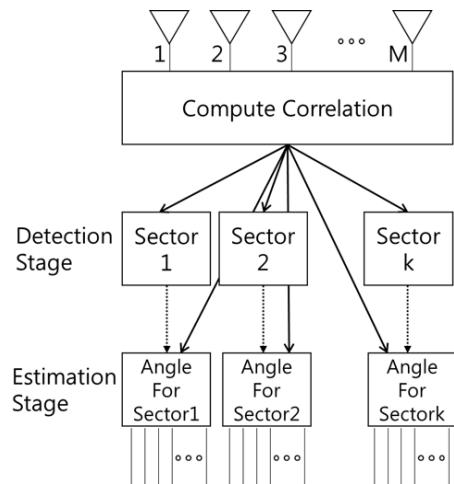 1 2 3 ooo M
Compute Correlation
Detection
Stage
Sector
1
Sector
2
Sector
k
Estimation
Stage
Angle
For
Sector1
Angle
For
Sector2
Angle
For
Sectork